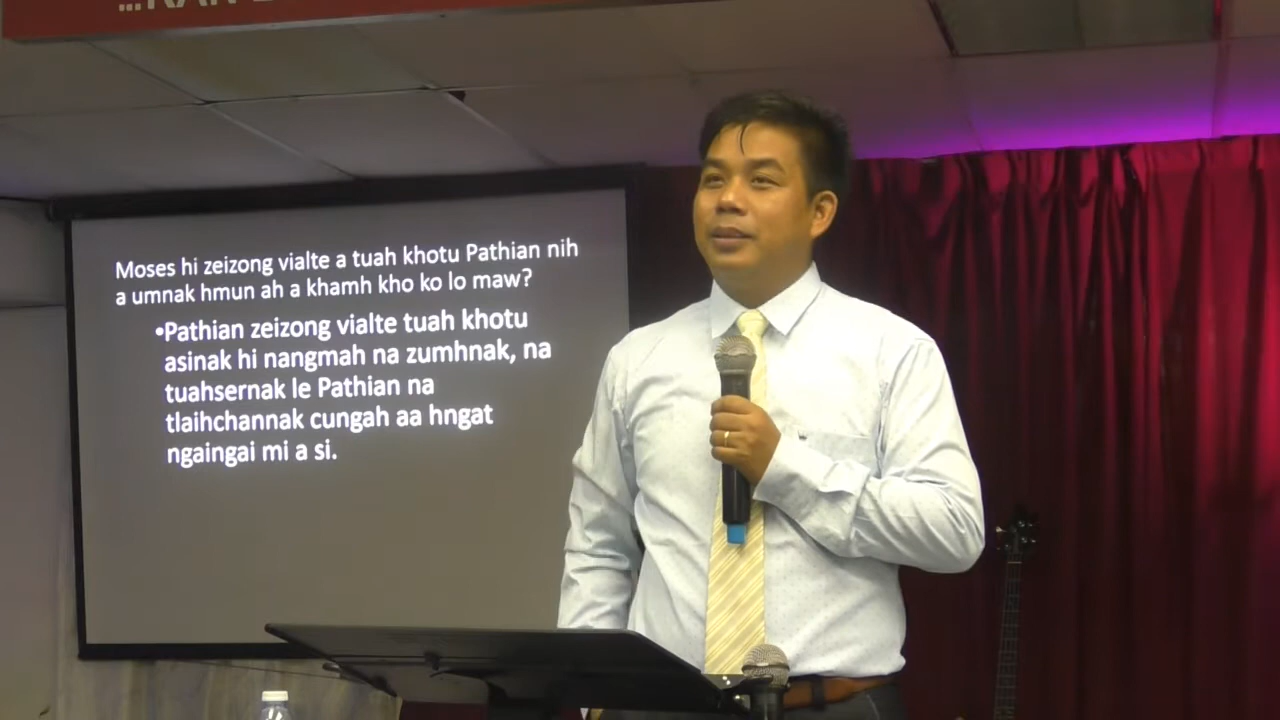 Moses hi zeizong vialte a tuah khotu Pathian nih
a umnak hmun ah a khamh kho ko lo maw?
•Pathian zeizong vialte tuah khotu
asinak hi nangmah na zumhnak, na
tuahsernak le Pathian na
tlaihchannak cungah aa hngat
ngaingai mi a si.